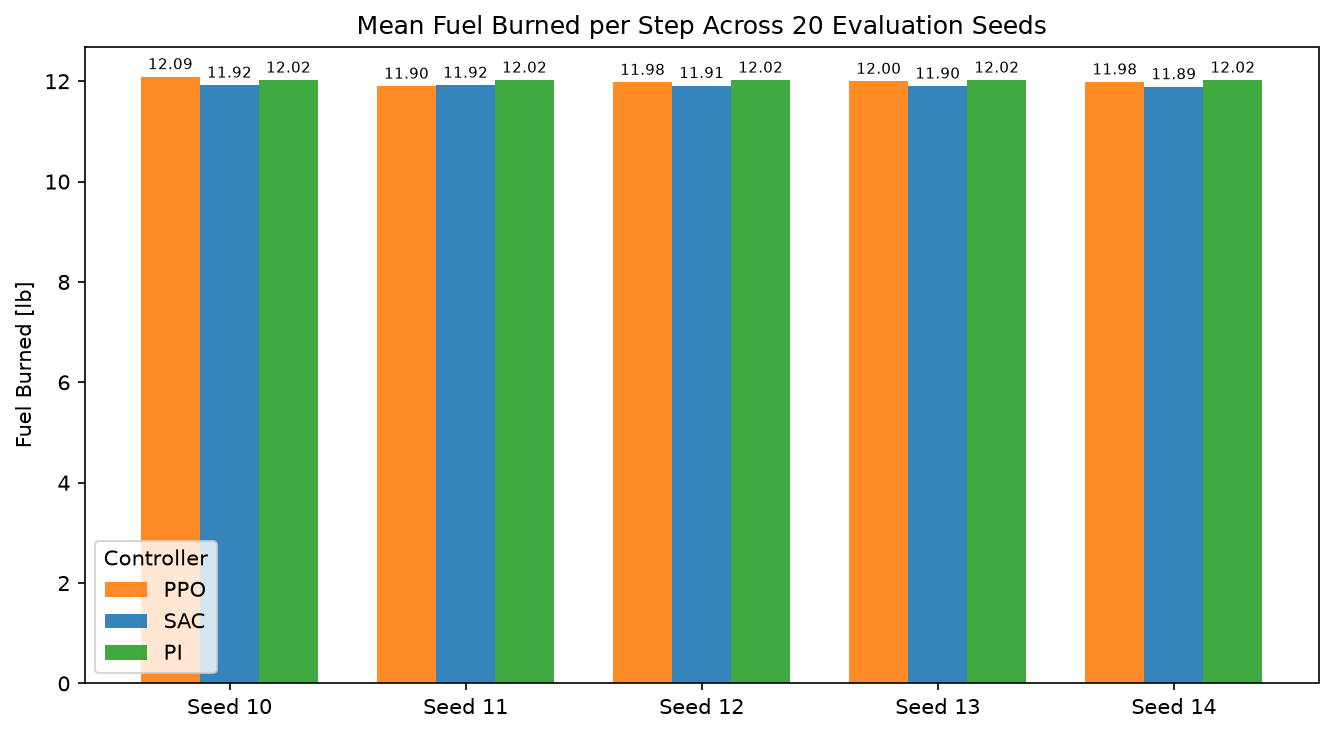 Mean Fuel Burned per Step Across 20 Evaluation Seeds
Fuel Burned [lb]
12
10
8
6
4
2
0
12.09 11.92 12.02 11.90 11.92 12.02 11.98 11.91 12.02 12.00 11.90 12.02 11.98 11.89 12.02
Controller
PPO
SAC
PI
Seed 10 Seed 11 Seed 12 Seed 13 Seed 14